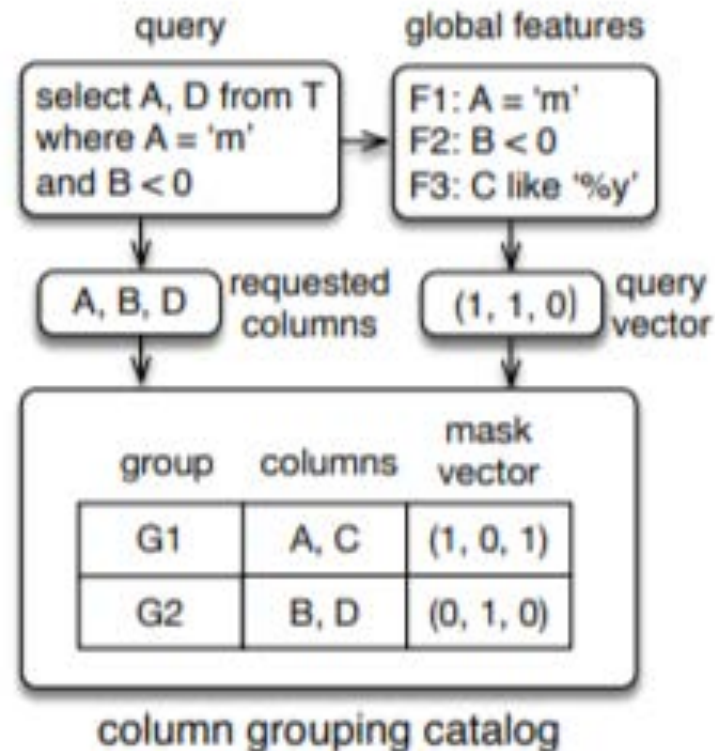 query
global features
select A, D from T
where A = ‘m’
and B < 0
F1: A = ‘m’
F2: B < 0
F3: C like ‘%y’
A, B, D
requested
columns
(1, 1, 0)
query
vector
group
columns
mask
vector
G1
A, C
(1, 0, 1)
G2
B, D
(0, 1, 0)
column grouping catalog